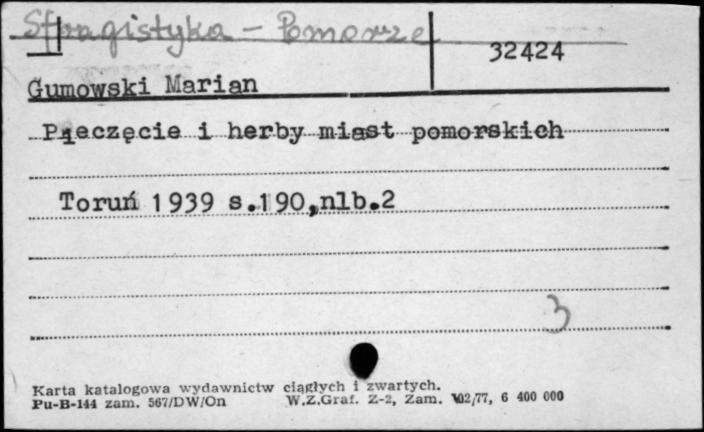 Sfragistyka - Pomorze
32424
Gumowski Marian
Pieczęcie i herby miast pomorskich
Toruń 1939 s.190,nlb.2
3
Karta katalogowa wydawnictw ciągłych i zwartych.
Pu-B-144 zam. 567/DW/On W.Z.Graf. Z-2, Zam. 102/77, 6 400 000